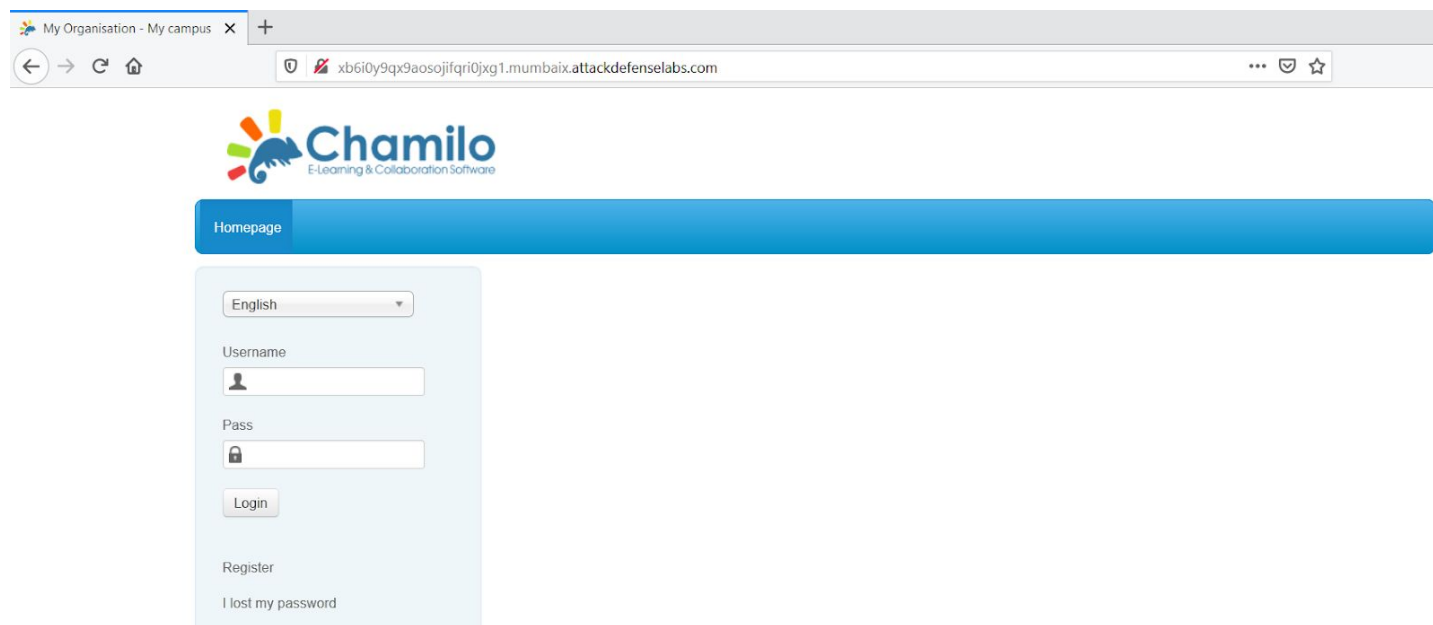 My Organisation - My campus
xb6i0y9qx9aosojifqri0jxg1.mumbaix.attackdefenselabs.com
Chamilo
E-Learning & Collaboration Software
Homepage
English
Username
Pass
Login
Register
I lost my password